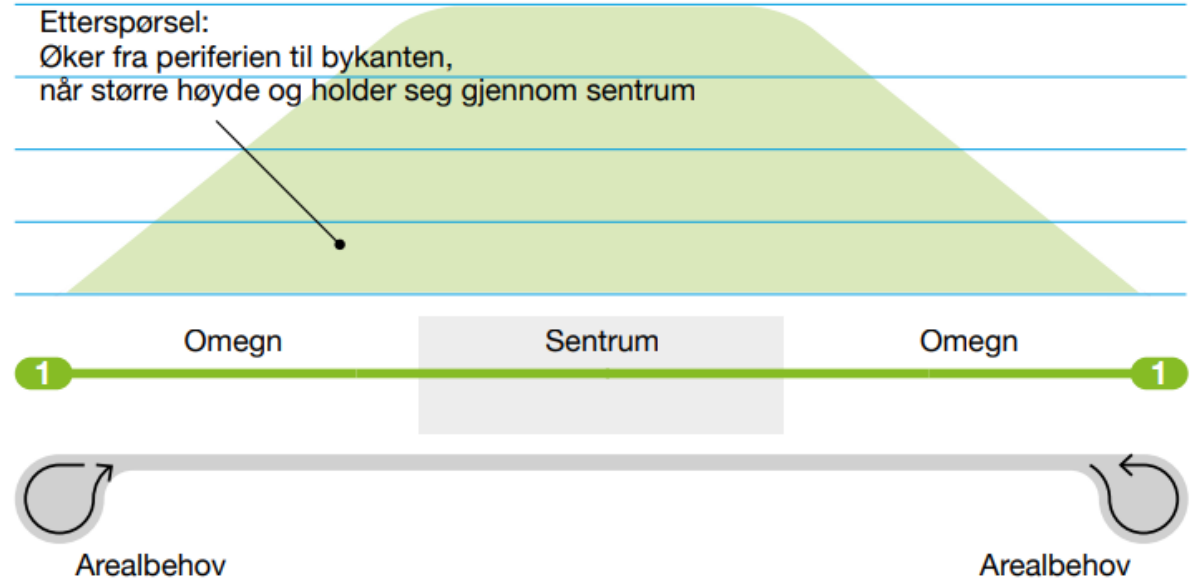 Etterspørsel:
Øker fra periferien til bykanten,
når større høyde og holder seg gjennom sentrum
Omegn
Sentrum
Omegn
1
1
Arealbehov
Arealbehov